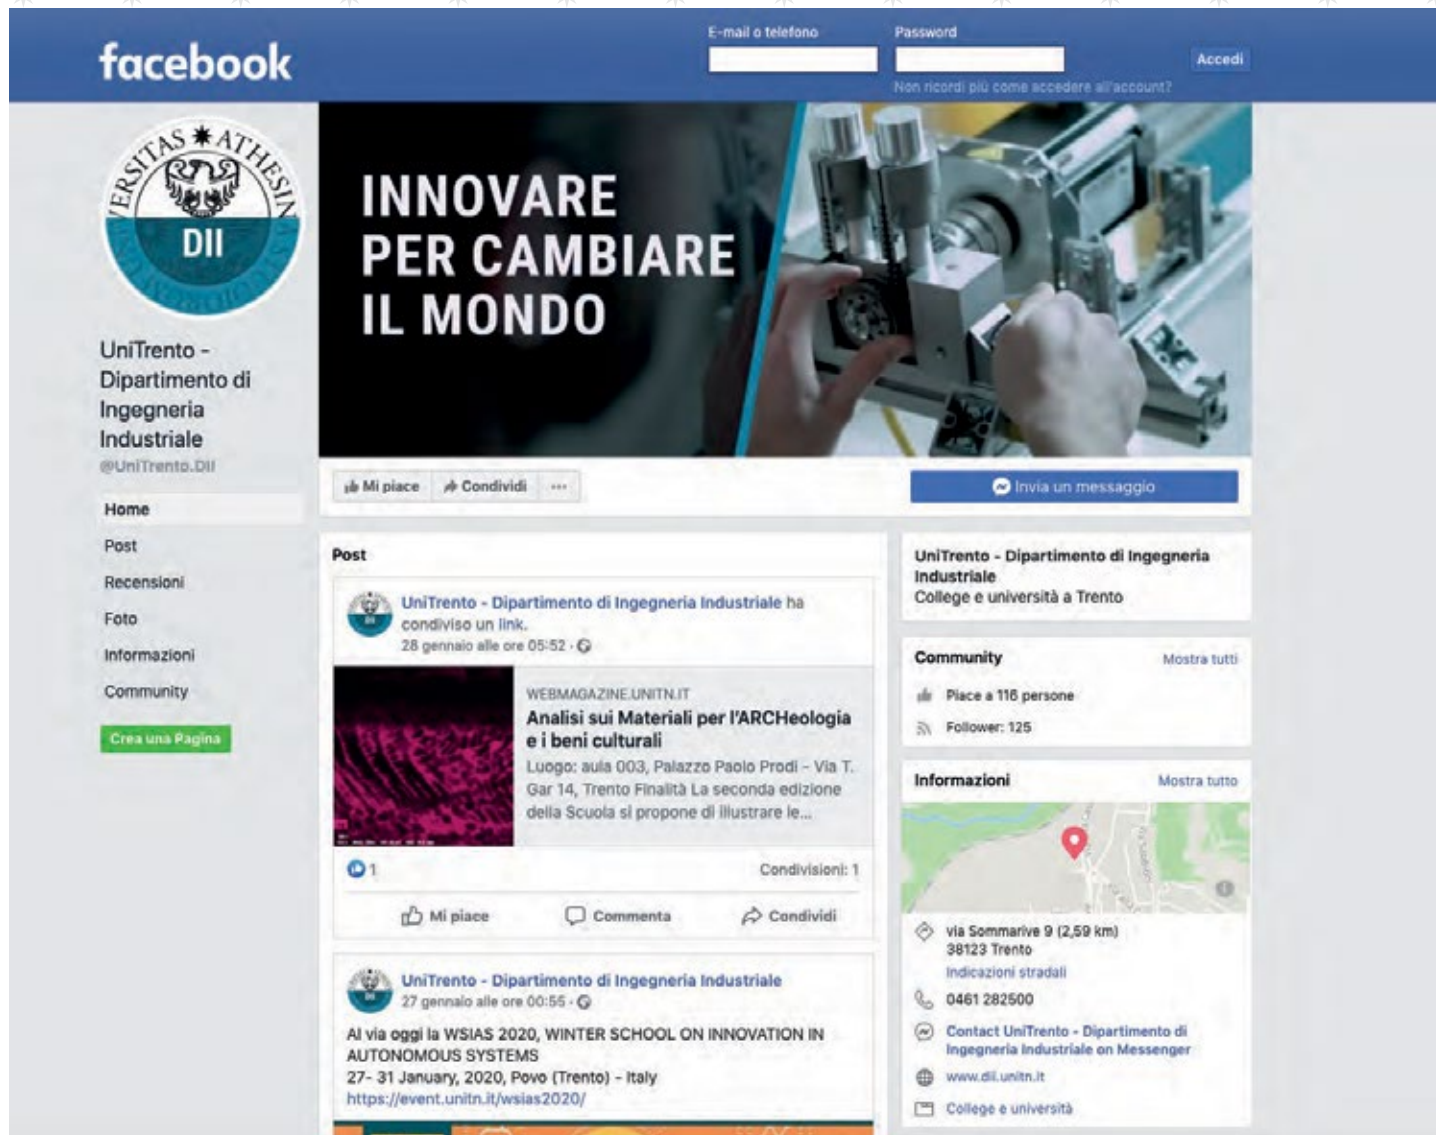 facebook
E-mail o telefono
Password
Accedi
Non ricordi più come accedere all'account?
DII
INNOVARE
PER CAMBIARE
IL MONDO
UniTrento -
Dipartimento di
Ingegneria
Industriale
@UniTrento.DII
Home
Post
Recensioni
Foto
Informazioni
Community
Crea una Pagina
Mi piace
Condividi
...
Invia un messaggio
Post
UniTrento - Dipartimento di Ingegneria Industriale ha
condiviso un link.
28 gennaio alle ore 05:52 ·
WEBMAGAZINE.UNITN.IT
Analisi sui Materiali per l'ARCHeologia
e i beni culturali
Luogo: aula 003, Palazzo Paolo Prodi - Via T.
Gar 14, Trento Finalità La seconda edizione
della Scuola si propone di illustrare le...
1
Condivisioni: 1
Mi piace
Commenta
Condividi
UniTrento - Dipartimento di Ingegneria Industriale
27 gennaio alle ore 00:55 ·
Al via oggi la WSIAS 2020, WINTER SCHOOL ON INNOVATION IN
AUTONOMOUS SYSTEMS
27- 31 January, 2020, Povo (Trento) - Italy
https://event.unitn.it/wsias2020/
UniTrento - Dipartimento di Ingegneria
Industriale
College e università a Trento
Community
Mostra tutti
Piace a 116 persone
Follower: 125
Informazioni
Mostra tutto
via Sommarive 9 (2,59 km)
38123 Trento
Indicazioni stradali
0461 282500
Contact UniTrento - Dipartimento di
Ingegneria Industriale on Messenger
www.dii.unitn.it
College e università